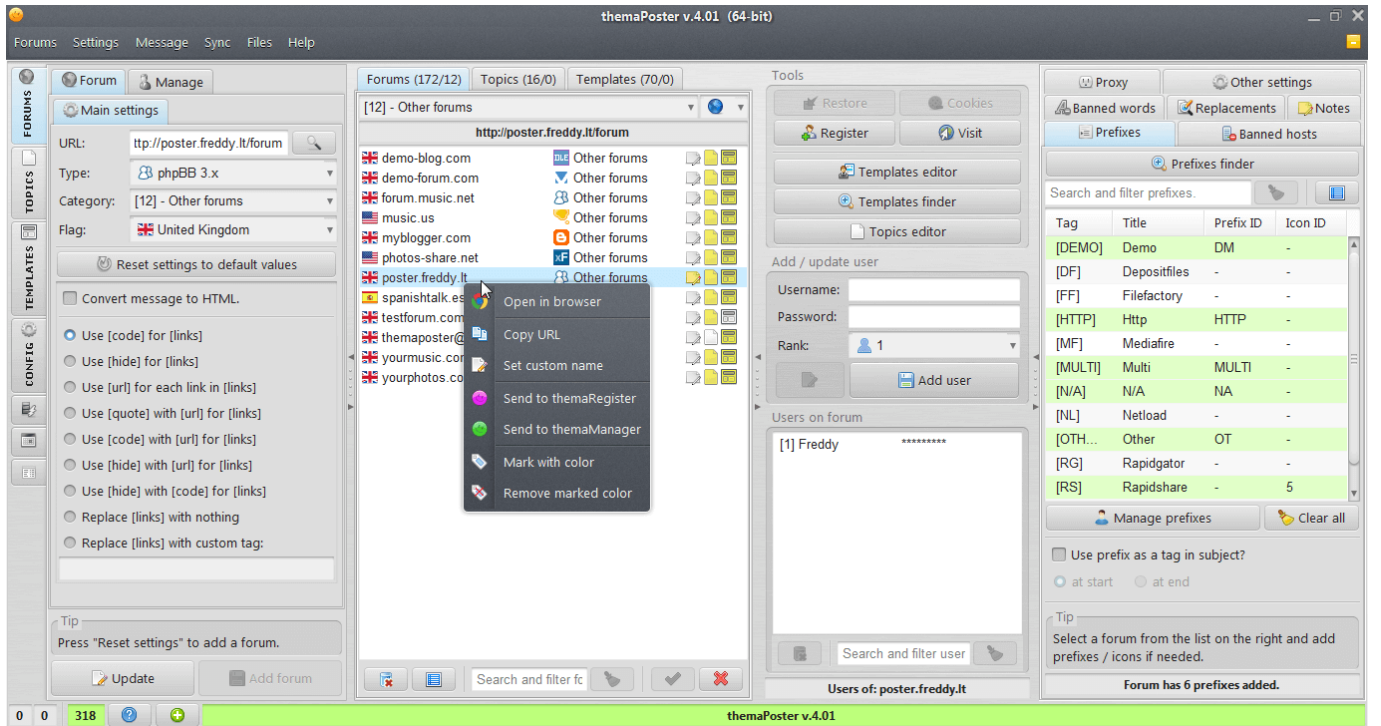 themaPoster v.4.01 (64-bit)
Forums Settings Message Sync Files Help
FORUMS
TOPICS
TEMPLATES
CONFIG
Forum Manage
Main settings
URL: ttp://poster.freddy.lt/forum
Type: phpBB 3.x
Category: [12] - Other forums
Flag: United Kingdom
Reset settings to default values
Convert message to HTML.
Use [code] for [links]
Use [hide] for [links]
Use [url] for each link in [links]
Use [quote] with [url] for [links]
Use [code] with [url] for [links]
Use [hide] with [url] for [links]
Use [hide] with [code] for [links]
Replace [links] with nothing
Replace [links] with custom tag:
Tip
Press "Reset settings" to add a forum.
Update Add forum
Forums (172/12) Topics (16/0) Templates (70/0)
[12] - Other forums
http://poster.freddy.lt/forum
demo-blog.com DLE Other forums
demo-forum.com Other forums
forum.music.net Other forums
music.us Other forums
myblogger.com Other forums
photos-share.net xF Other forums
poster.freddy.lt Other forums
spanishtalk.es
testforum.com
themaposter@
yourmusic.cor
yourphotos.co
Open in browser
Copy URL
Set custom name
Send to themaRegister
Send to themaManager
Mark with color
Remove marked color
Search and filter fc
Tools
Restore Cookies
Register Visit
Templates editor
Templates finder
Topics editor
Add / update user
Username:
Password:
Rank: 1
Add user
Users on forum
[1] Freddy *********
Search and filter user
Users of: poster.freddy.lt
Proxy Other settings
Banned words Replacements Notes
Prefixes Banned hosts
Prefixes finder
Search and filter prefixes.
Tag Title Prefix ID Icon ID
[DEMO] Demo DM -
[DF] Depositfiles - -
[FF] Filefactory - -
[HTTP] Http HTTP -
[MF] Mediafire - -
[MULTI] Multi MULTI -
[N/A] N/A NA -
[NL] Netload - -
[OTH... Other OT -
[RG] Rapidgator - -
[RS] Rapidshare - 5
Manage prefixes Clear all
Use prefix as a tag in subject?
at start at end
Tip
Select a forum from the list on the right and add
prefixes / icons if needed.
Forum has 6 prefixes added.
0 0 318 themaPoster v.4.01